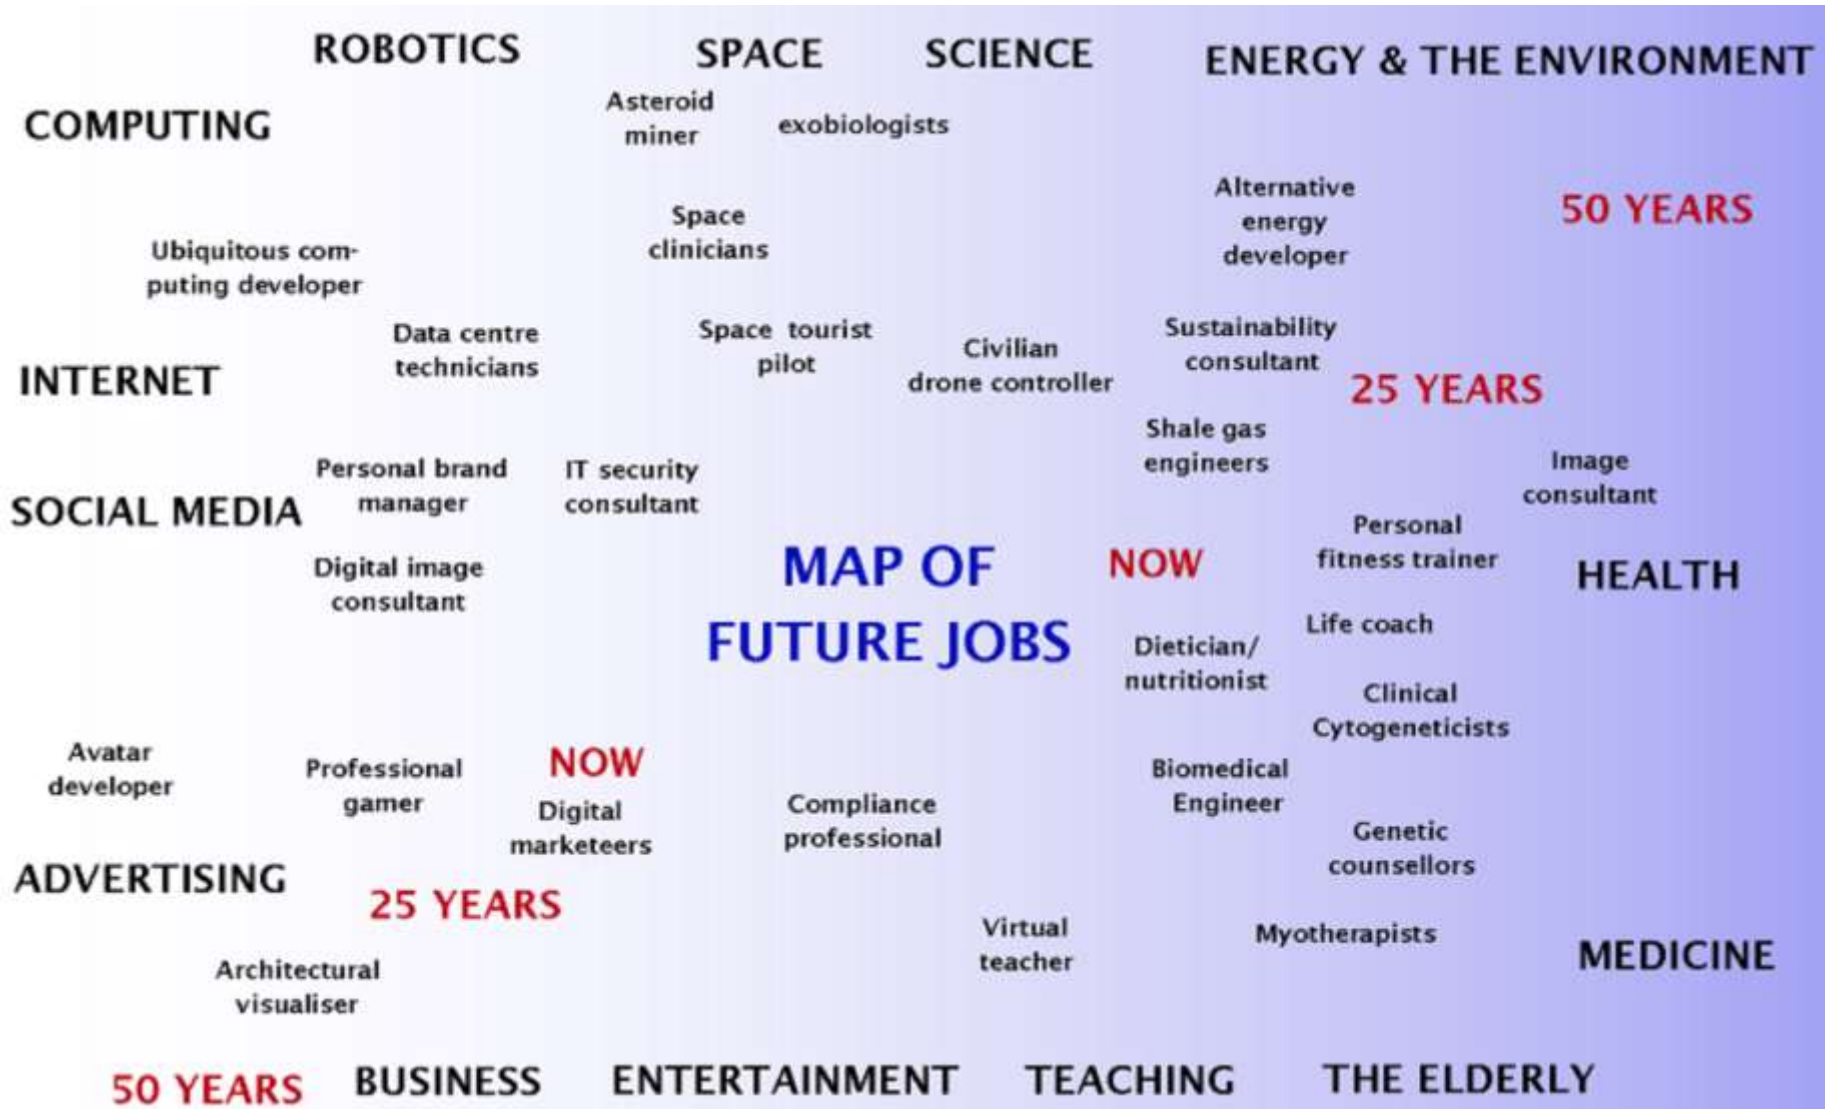 ROBOTICS
SPACE
SCIENCE
ENERGY & THE ENVIRONMENT
COMPUTING
Asteroid
miner
exobiologists
Alternative
energy
developer
50 YEARS
Space
clinicians
Ubiquitous com-
puting developer
Data centre
technicians
Space tourist
pilot
Civilian
drone controller
Sustainability
consultant
25 YEARS
INTERNET
Shale gas
engineers
Image
consultant
Personal brand
manager
IT security
consultant
SOCIAL MEDIA
Personal
fitness trainer
MAP OF
FUTURE JOBS
NOW
HEALTH
Digital image
consultant
Life coach
Dietician/
nutritionist
Clinical
Cytogeneticists
Avatar
developer
Professional
gamer
NOW
Digital
marketeers
Compliance
professional
Biomedical
Engineer
Genetic
counsellors
ADVERTISING
25 YEARS
Virtual
teacher
Myotherapists
MEDICINE
Architectural
visualiser
50 YEARS
BUSINESS
ENTERTAINMENT
TEACHING
THE ELDERLY